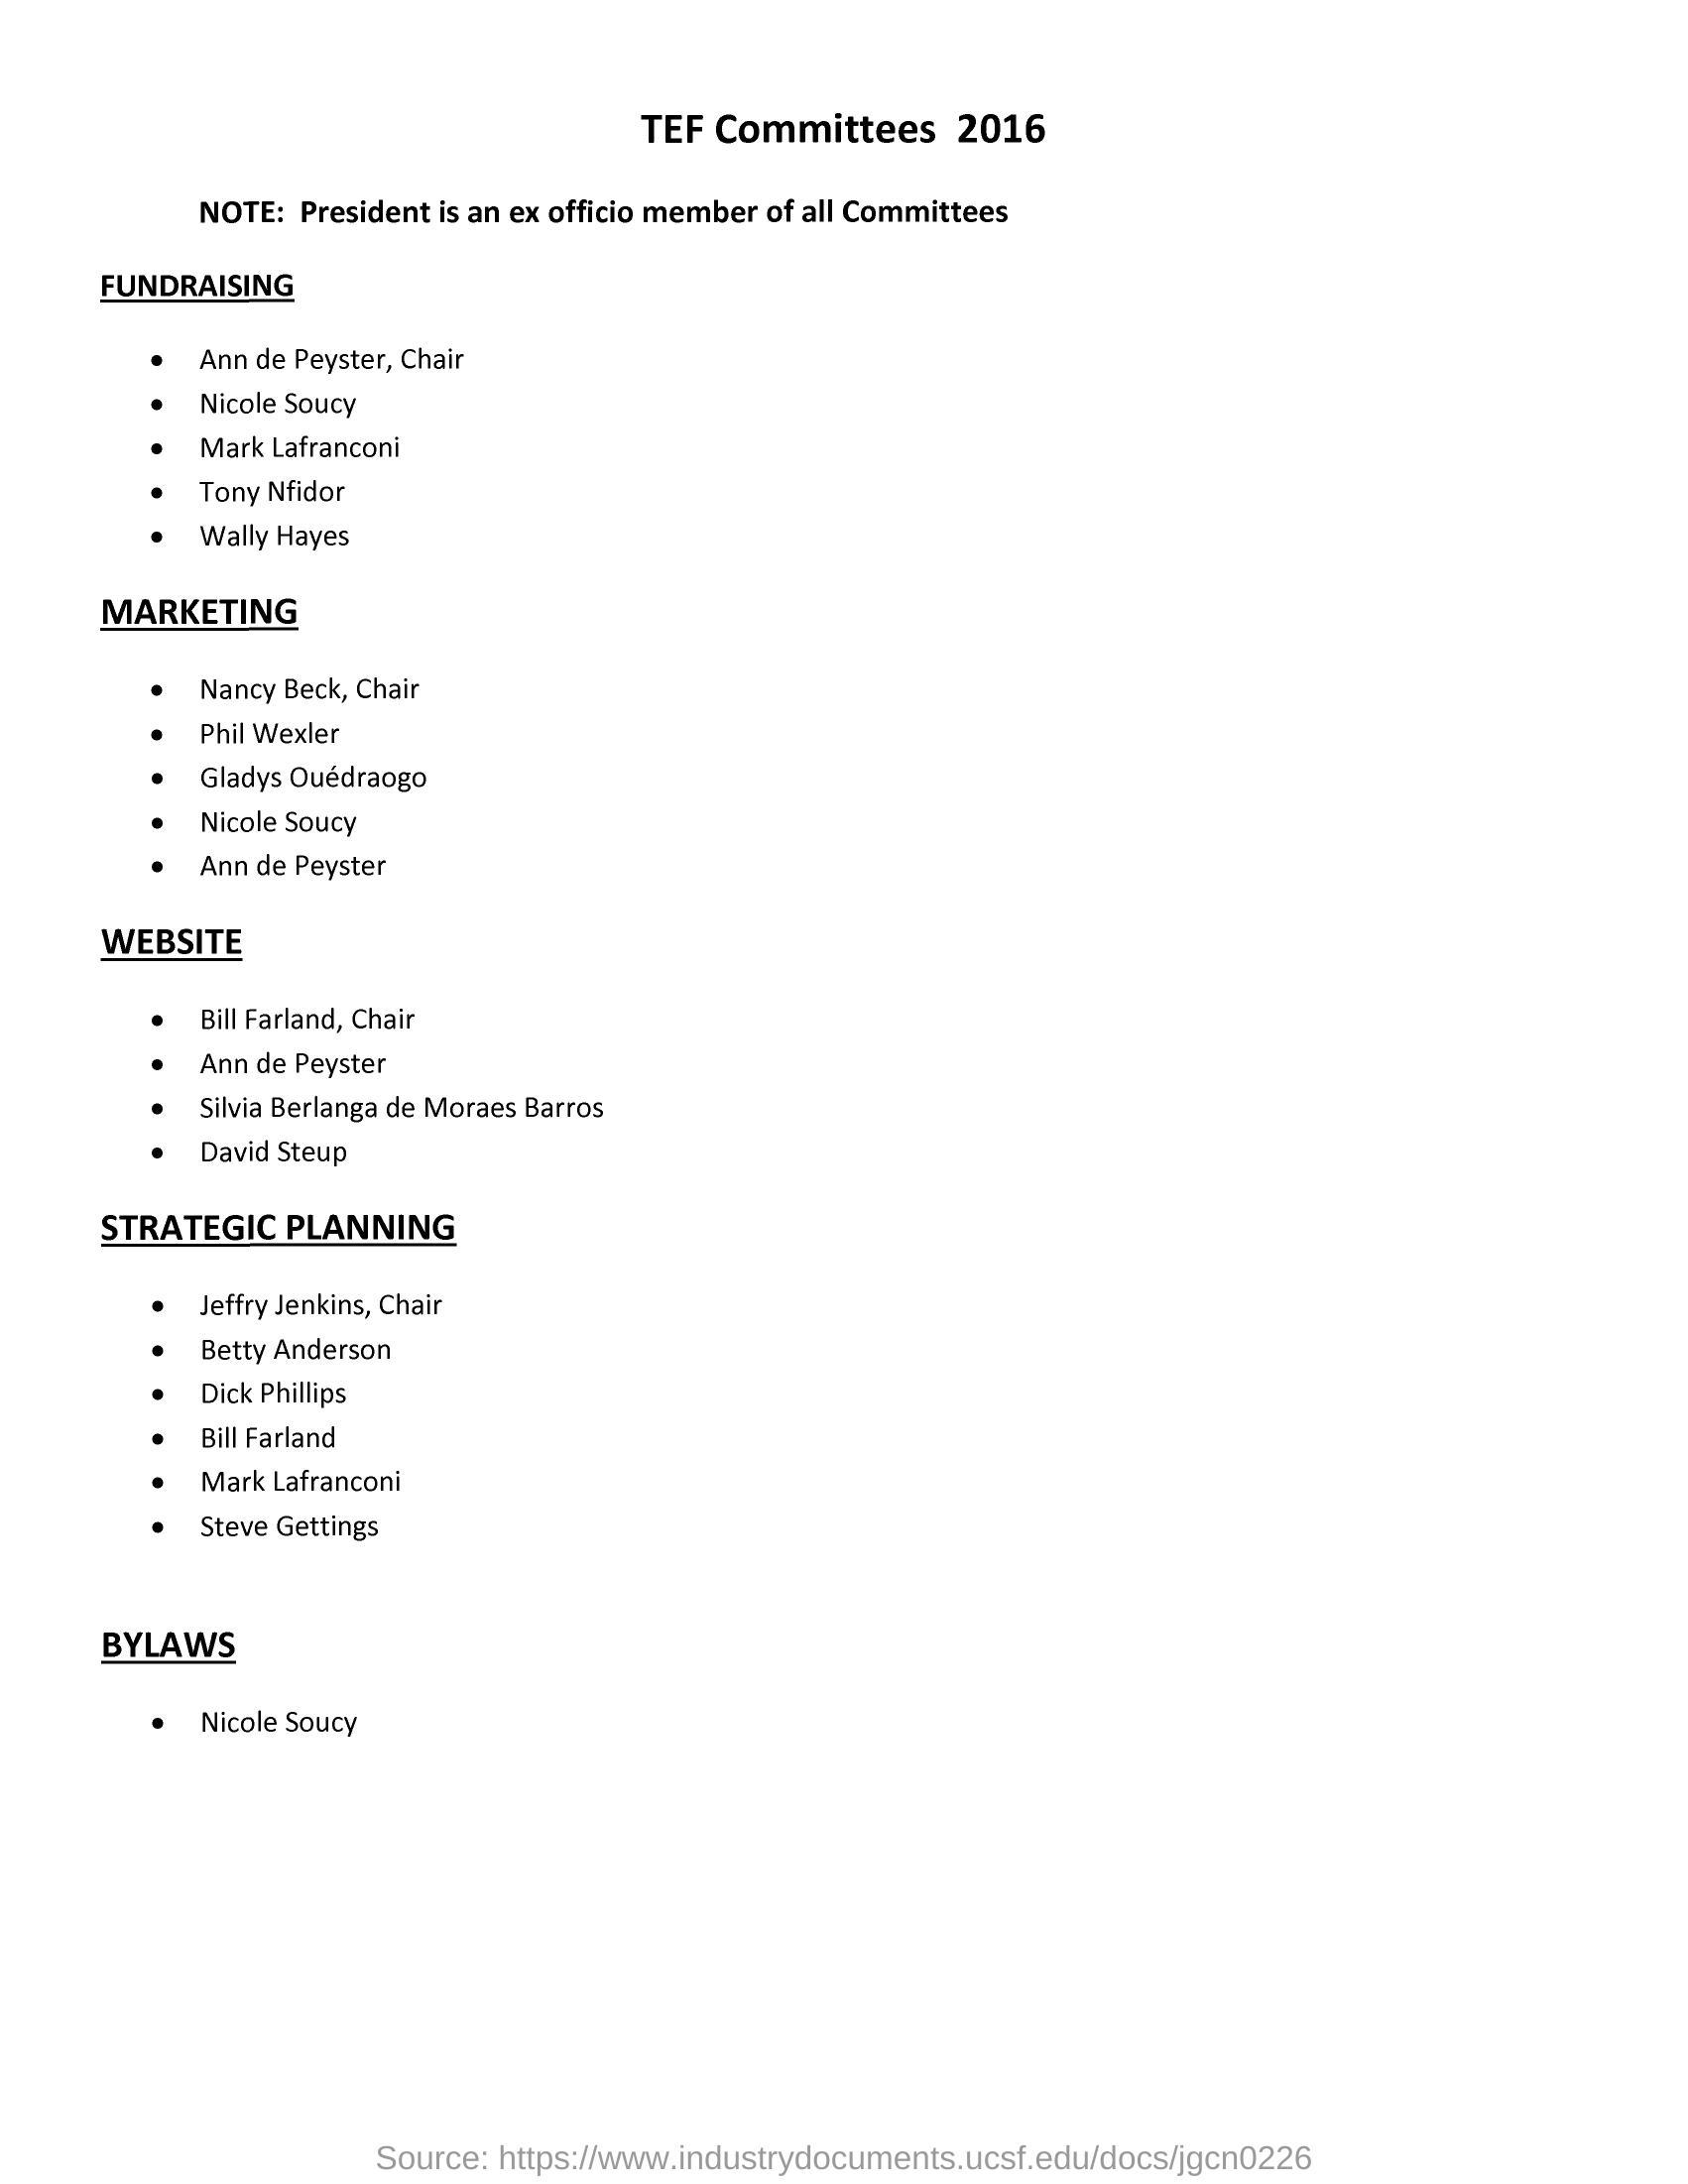 TEF Committees 2016
NOTE: President is an ex officio member of all Committees
FUNDRAISING
• Ann de Peyster, Chair
• Nicole Soucy
• Mark Lafranconi
• Tony Nfidor
• Wally Hayes
MARKETING
• Nancy Beck, Chair
• Phil Wexler
• Gladys Ouédraogo
• Nicole Soucy
• Ann de Peyster
WEBSITE
• Bill Farland, Chair
• Ann de Peyster
• Silvia Berlanga de Moraes Barros
• David Steup
STRATEGIC PLANNING
• Jeffry Jenkins, Chair
• Betty Anderson
• Dick Phillips
• Bill Farland
• Mark Lafranconi
• Steve Gettings
BYLAWS
• Nicole Soucy
Source: https://www.industrydocuments.ucsf.edu/docs/jgcn0226